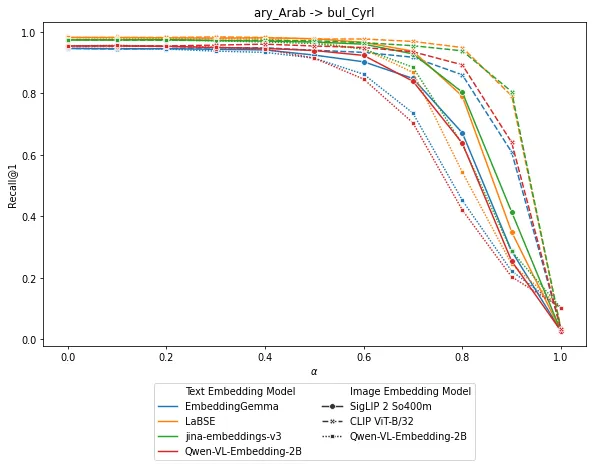 ary_Arab -> bul_Cyrl
Recall@1
1.0
0.8
0.6
0.4
0.2
0.0
0.0 0.2 0.4 0.6 0.8 1.0
α
Text Embedding Model Image Embedding Model
EmbeddingGemma SigLIP 2 So400m
LaBSE CLIP ViT-B/32
jina-embeddings-v3 Qwen-VL-Embedding-2B
Qwen-VL-Embedding-2B